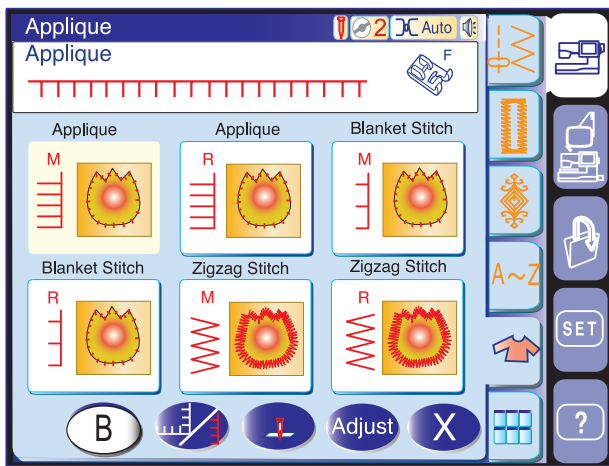 Applique 2 Auto
Applique F
Applique Applique Blanket Stitch
M R M
Blanket Stitch Zigzag Stitch Zigzag Stitch
R M R
A~Z
SET
B Adjust X ?